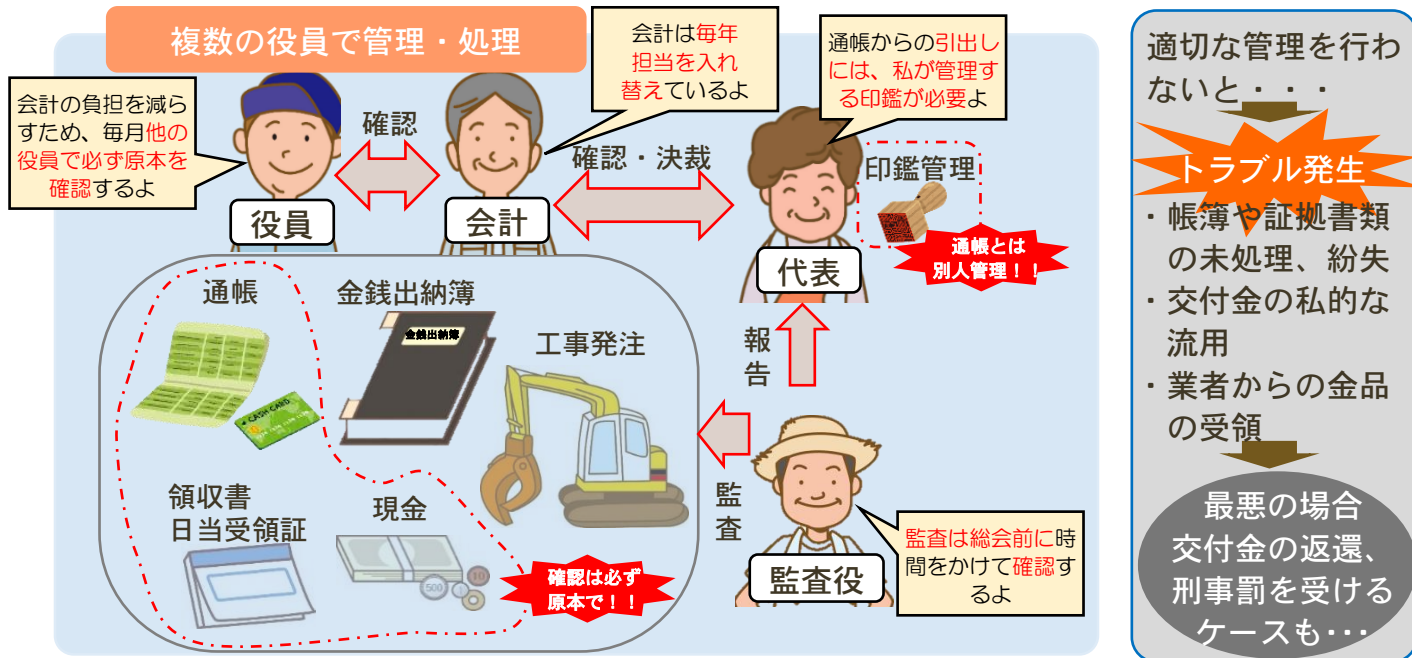 複数の役員で管理・処理
会計の負担を減ら
すため、毎月他の
役員で必ず原本を
確認するよ
会計は毎年
担当を入れ
替えているよ
通帳からの引出し
には、私が管理す
る印鑑が必要よ
確認
確認・決裁
印鑑管理
役員
会計
代表
通帳とは
別人管理！！
通帳
金銭出納簿
金銭出納簿
CASH CARD
工事発注
報
告
領収書
日当受領証
現金
500
10
確認は必ず
原本で！！
監
査
監査役
監査は総会前に時
間をかけて確認す
るよ
適切な管理を行わ
ないと・・・
トラブル発生
・帳簿や証拠書類
の未処理、紛失
・交付金の私的な
流用
・業者からの金品
の受領
最悪の場合
交付金の返還、
刑事罰を受ける
ケースも･･･